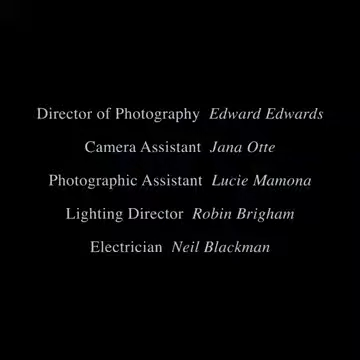 Director of Photography Edward Edwards
Camera Assistant Jana Otte
Photographic Assistant Lucie Mamona
Lighting Director Robin Brigham
Electrician Neil Blackman